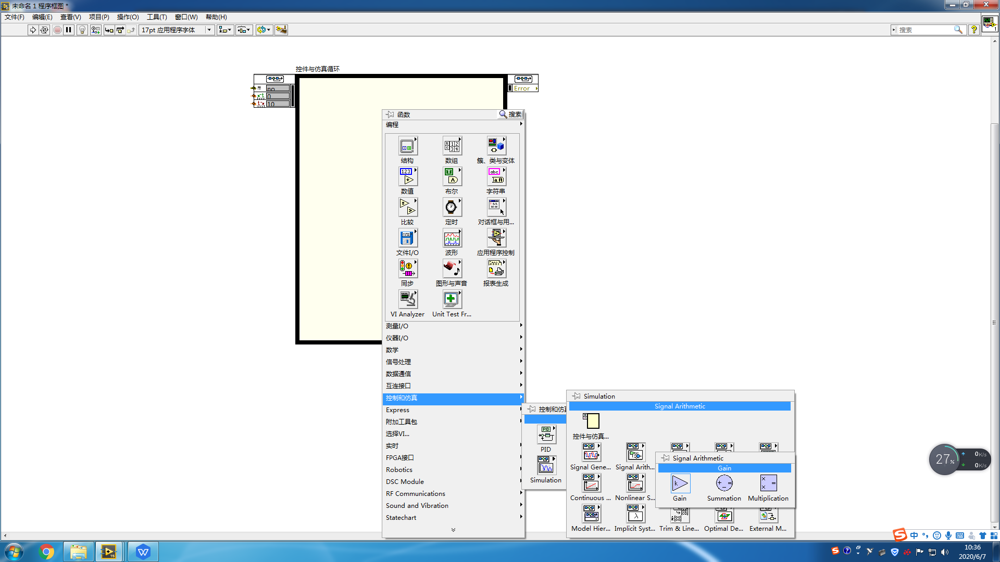 未命名 1 程序框图 *
文件(F) 编辑(E) 查看(V) 项目(P) 操作(O) 工具(T) 窗口(W) 帮助(H)
17pt 应用程序字体
搜索
控件与仿真循环
no
0
10
Error
函数 搜索
编程
结构 数组 簇、类与变体
数值 布尔 字符串
比较 定时 对话框与用...
文件I/O 波形 应用程序控制
同步 图形与声音 报表生成
VI Analyzer Unit Test Fr...
测量I/O
仪器I/O
数学
信号处理
数据通信
互连接口
控制和仿真
Express
附加工具包
选择VI...
实时
FPGA接口
Robotics
DSC Module
RF Communications
Sound and Vibration
Statechart
控制和仿真
PID
Simulation
Simulation
Signal Arithmetic
控件与仿真...
Signal Gene... Signal Arith...
Continuous ... Nonlinear S...
Model Hier... Implicit Syst... Trim & Line... Optimal De... External M...
Signal Arithmetic
Gain
Gain Summation Multiplication
27%
0K/s
0K/s
中
10:36
2020/6/7